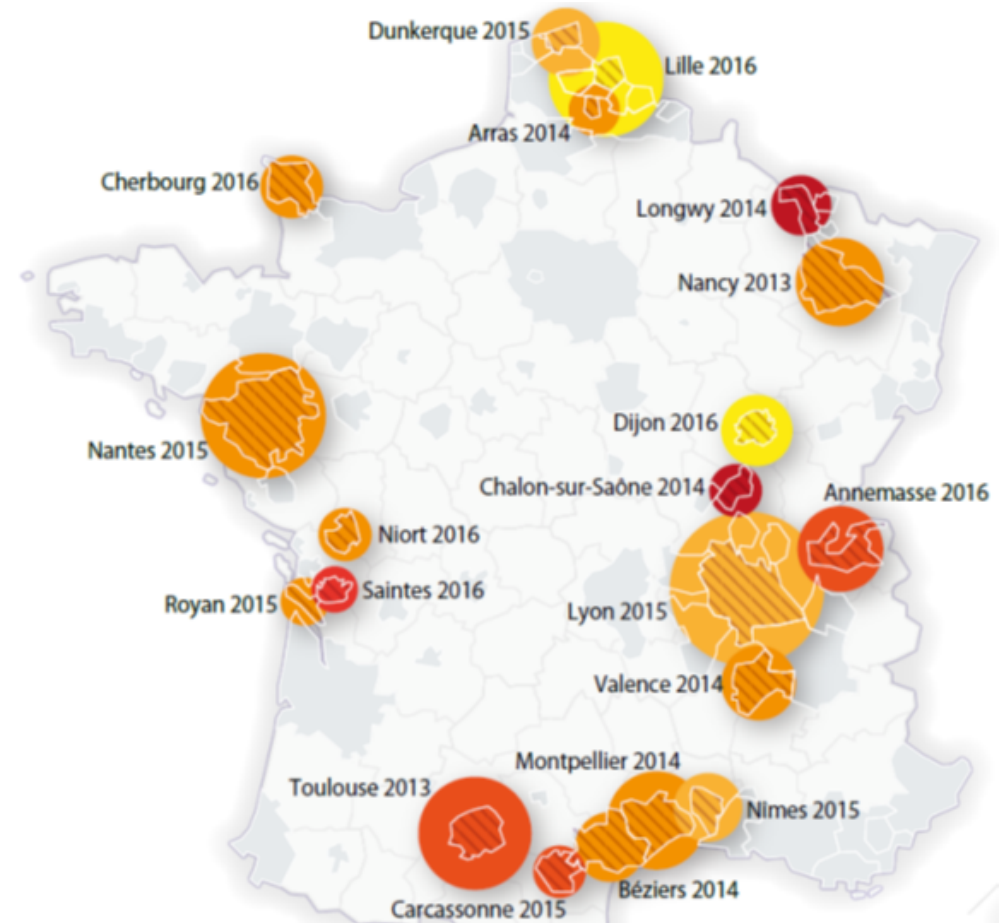 Dunkerque 2015
Lille 2016
Arras 2014
Cherbourg 2016
Longwy 2014
Nancy 2013
Dijon 2016
Nantes 2015
Chalon-sur-Saône 2014
Annemasse 2016
Niort 2016
Saintes 2016
Royan 2015
Lyon 2015
Valence 2014
Montpellier 2014
Toulouse 2013
Nimes 2015
Béziers 2014
Carcassonne 2015